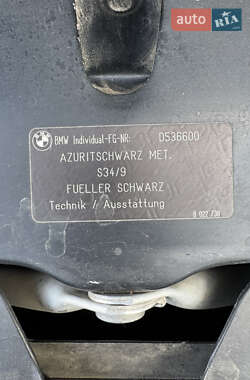 AUTO.RIA
BMW Individual-FG-NR: D536600
AZURITSCHWARZ MET.
S34/9
FUELLER SCHWARZ
Technik / Ausstattung